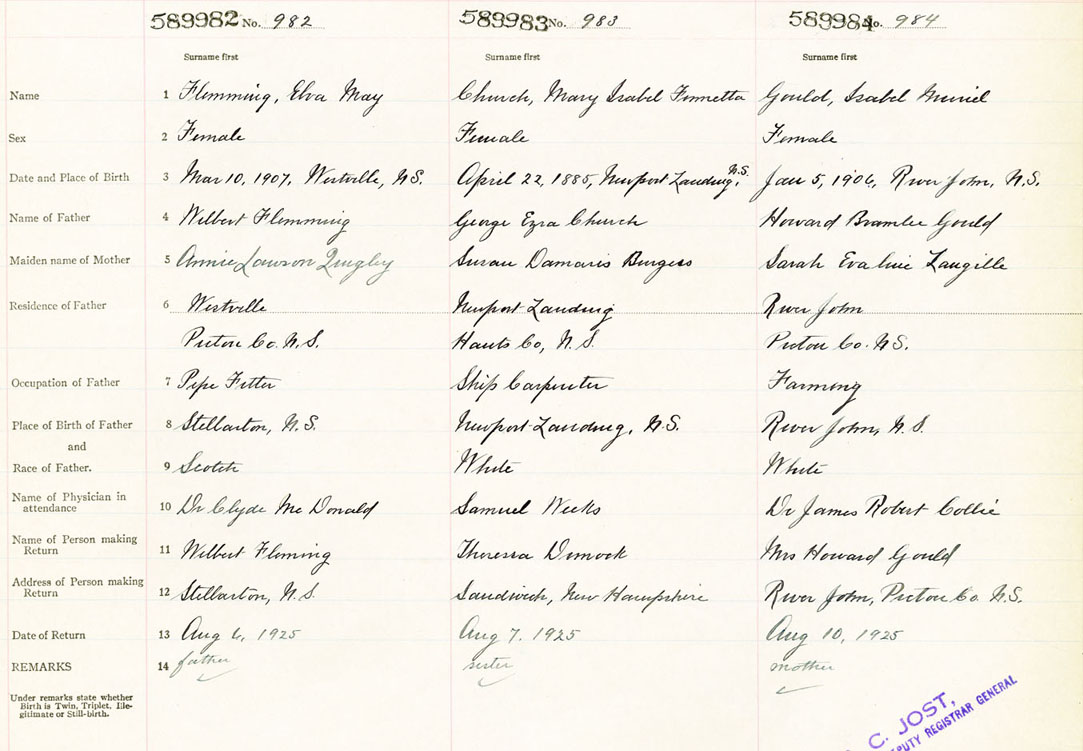 589982 No. 982 589983 No. 983 589984 No. 984
Surname first Surname first Surname first
Name 1 Flemming, Elva May Church, Mary Isabel Gould, Isabel Muriel
Sex 2 Female Female Female
Date and Place of Birth 3 Mar 10, 1907, Westville, N.S. April 22, 1885, Newport Landing, N.S. Jan 5, 1906, River John, N.S.
Name of Father 4 Wilbert Flemming George Ezra Church Howard Bramlee Gould
Maiden name of Mother 5 Annie Lawson Quigley Susan Damaris Burgess Sarah Evaline Langille
Residence of Father 6 Westville Newport Landing River John
Pictou Co. N.S. Hants Co, N.S. Pictou Co. N.S.
Occupation of Father 7 Pipe Fitter Ship Carpenter Farming
Place of Birth of Father 8 Stellarton, N.S. Newport Landing, N.S. River John, N.S.
and
Race of Father. 9 Scotch White White
Name of Physician in
attendance 10 Dr Clyde McDonald Samuel Weeks Dr James Robert Collie
Name of Person making
Return 11 Wilbert Fleming Theressa Dimock Mrs Howard Gould
Address of Person making
Return 12 Stellarton, N.S. Sandwich, New Hampshire River John, Pictou Co. N.S.
Date of Return 13 Aug 6, 1925 Aug 7. 1925 Aug 10, 1925
REMARKS 14 father sister mother
Under remarks state whether
Birth is Twin, Triplet, Ille-
gitimate or Still-birth.
C. JOST,
DEPUTY REGISTRAR GENERAL